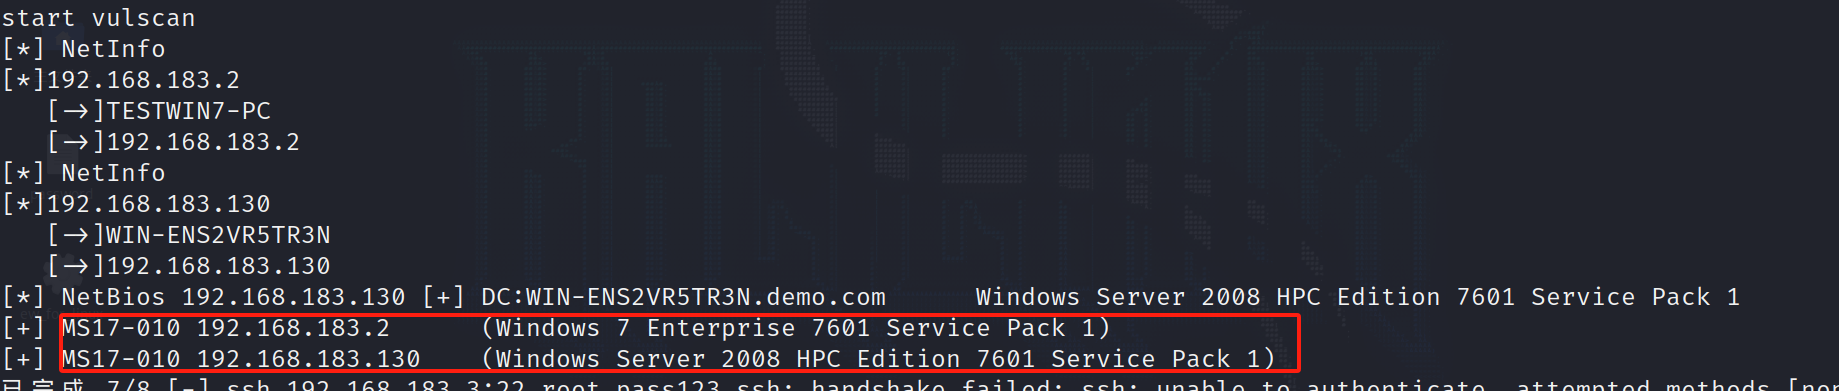 start vulscan
[*] NetInfo
[*]192.168.183.2
   [->]TESTWIN7-PC
   [->]192.168.183.2
[*] NetInfo
[*]192.168.183.130
   [->]WIN-ENS2VR5TR3N
   [->]192.168.183.130
[*] NetBios 192.168.183.130 [+] DC:WIN-ENS2VR5TR3N.demo.com      Windows Server 2008 HPC Edition 7601 Service Pack 1
[+] MS17-010 192.168.183.2    (Windows 7 Enterprise 7601 Service Pack 1)
[+] MS17-010 192.168.183.130    (Windows Server 2008 HPC Edition 7601 Service Pack 1)
已完成 7/8 [-] ssh 192.168.183.3:22 root pass123 ssh: handshake failed: ssh: unable to authenticate, attempted methods [non